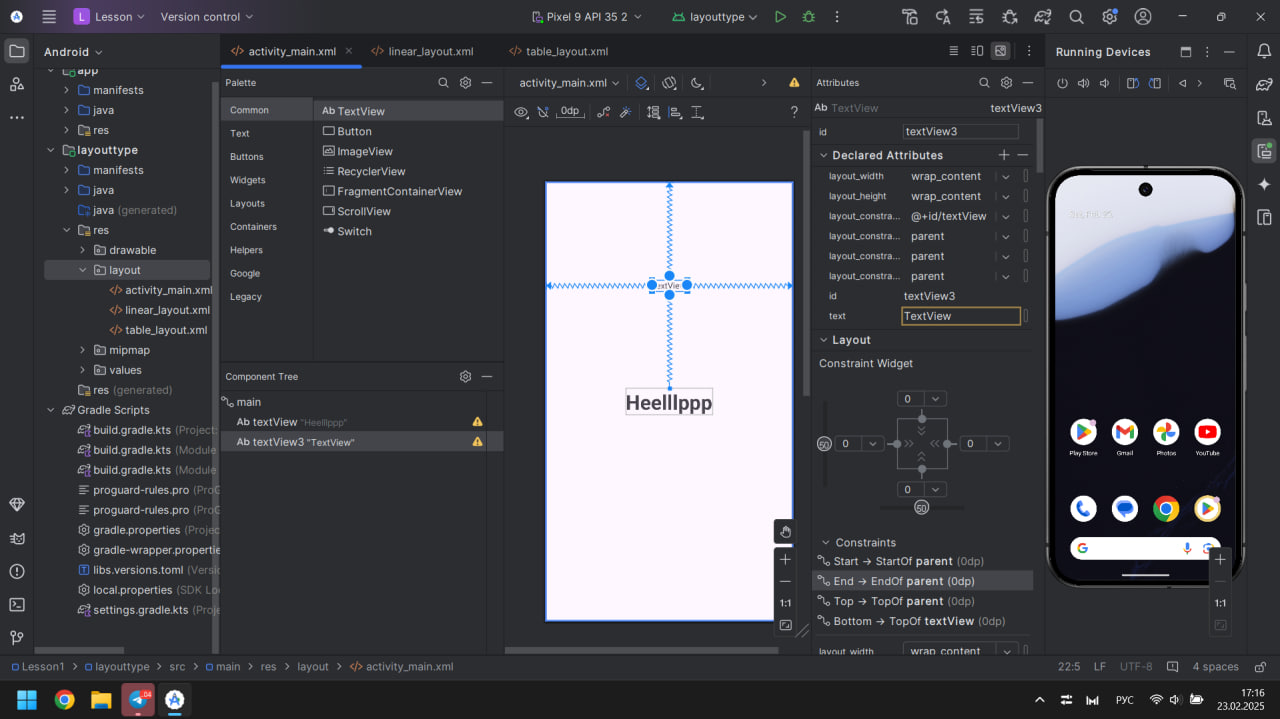 L Lesson Version control Pixel 9 API 35 2 layouttype
Android activity_main.xml linear_layout.xml table_layout.xml Running Devices
app
manifests
java
res
layouttype
manifests
java
java (generated)
res
drawable
layout
activity_main.xml
linear_layout.xml
table_layout.xml
mipmap
values
res (generated)
Gradle Scripts
build.gradle.kts (Project:
build.gradle.kts (Module
build.gradle.kts (Module
proguard-rules.pro (ProG
proguard-rules.pro (ProG
gradle.properties (Projec
gradle-wrapper.propertie
libs.versions.toml (Versio
local.properties (SDK Lo
settings.gradle.kts (Proje
Palette
Common
Text
Buttons
Widgets
Layouts
Containers
Helpers
Google
Legacy
Ab TextView
Button
ImageView
RecyclerView
FragmentContainerView
ScrollView
Switch
Component Tree
main
Ab textView "Heelllppp"
Ab textView3 "TextView"
activity_main.xml
0dp
?
extVie
Heelllppp
1:1
Attributes
Ab TextView textView3
id textView3
Declared Attributes
layout_width wrap_content
layout_height wrap_content
layout_constra... @+id/textView
layout_constra... parent
layout_constra... parent
layout_constra... parent
id textView3
text TextView
Layout
Constraint Widget
0
50 0 0
0
50
Constraints
Start → StartOf parent (0dp)
End → EndOf parent (0dp)
Top → TopOf parent (0dp)
Bottom → TopOf textView (0dp)
layout_width wrap_content
Play Store Gmail Photos YouTube
1:1
Lesson1 layouttype src main res layout activity_main.xml 22:5 LF UTF-8 4 spaces
.04 РУС 17:16
23.02.2025